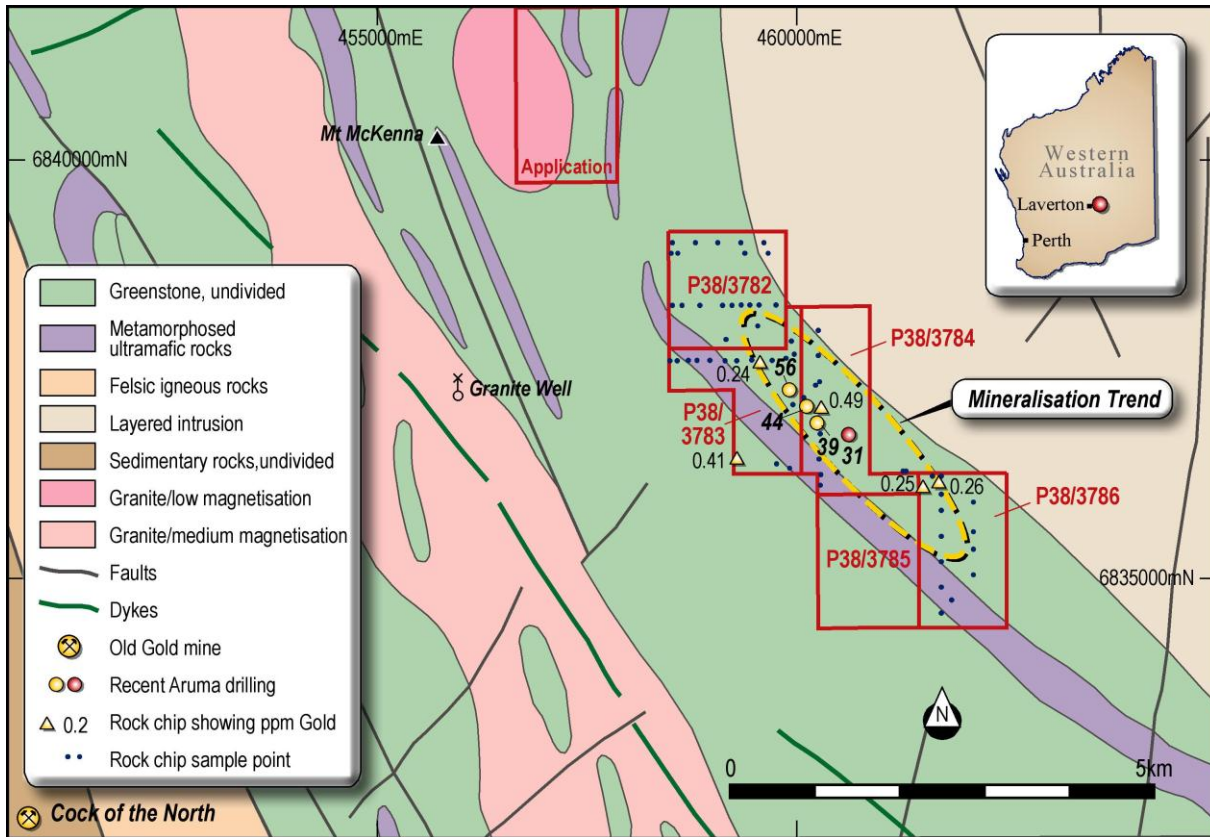 455000mE
460000mE
Mt McKenna
6840000mN
Application
Western
Australia
Laverton
Perth
P38/3782
P38/3784
Mineralisation Trend
Granite Well
0.24
56
0.49
P38/
3783
44
39
31
0.41
0.25
0.26
P38/3786
P38/3785
6835000mN
Greenstone, undivided
Metamorphosed
ultramafic rocks
Felsic igneous rocks
Layered intrusion
Sedimentary rocks,undivided
Granite/low magnetisation
Granite/medium magnetisation
Faults
Dykes
Old Gold mine
Recent Aruma drilling
0.2 Rock chip showing ppm Gold
Rock chip sample point
N
0
5km
Cock of the North